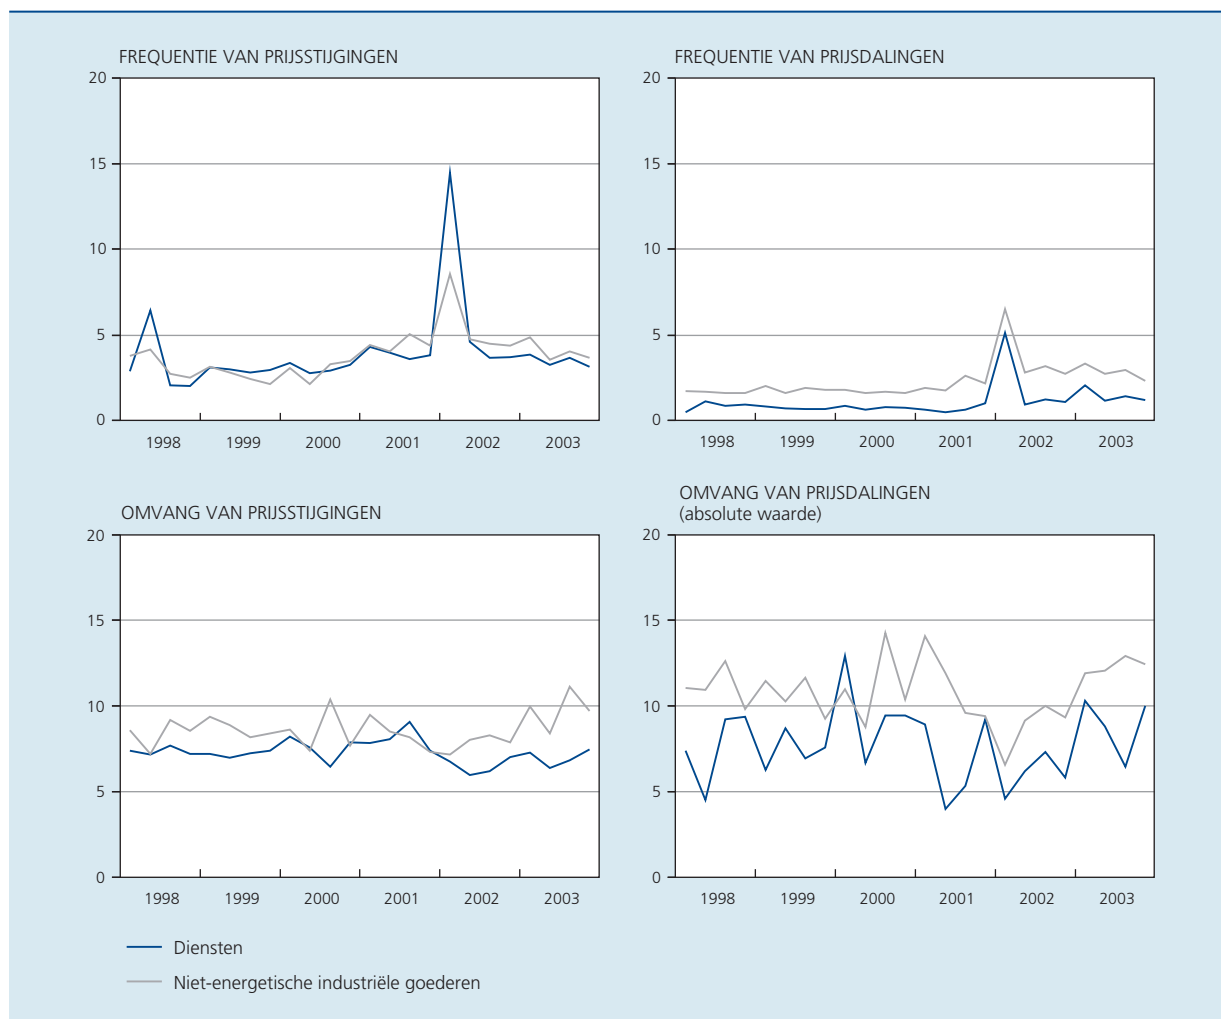 FREQUENTIE VAN PRIJSSTIJGINGEN
20
15
10
5
0
1998 1999 2000 2001 2002 2003
FREQUENTIE VAN PRIJSDALINGEN
20
15
10
5
0
1998 1999 2000 2001 2002 2003
OMVANG VAN PRIJSSTIJGINGEN
20
15
10
5
0
1998 1999 2000 2001 2002 2003
OMVANG VAN PRIJSDALINGEN
(absolute waarde)
20
15
10
5
0
1998 1999 2000 2001 2002 2003
Diensten
Niet-energetische industriële goederen